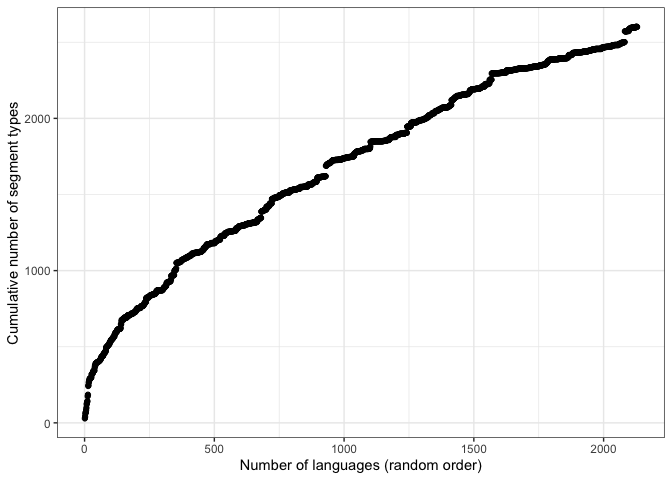 Cumulative number of segment types
2000
1000
0
0 500 1000 1500 2000
Number of languages (random order)